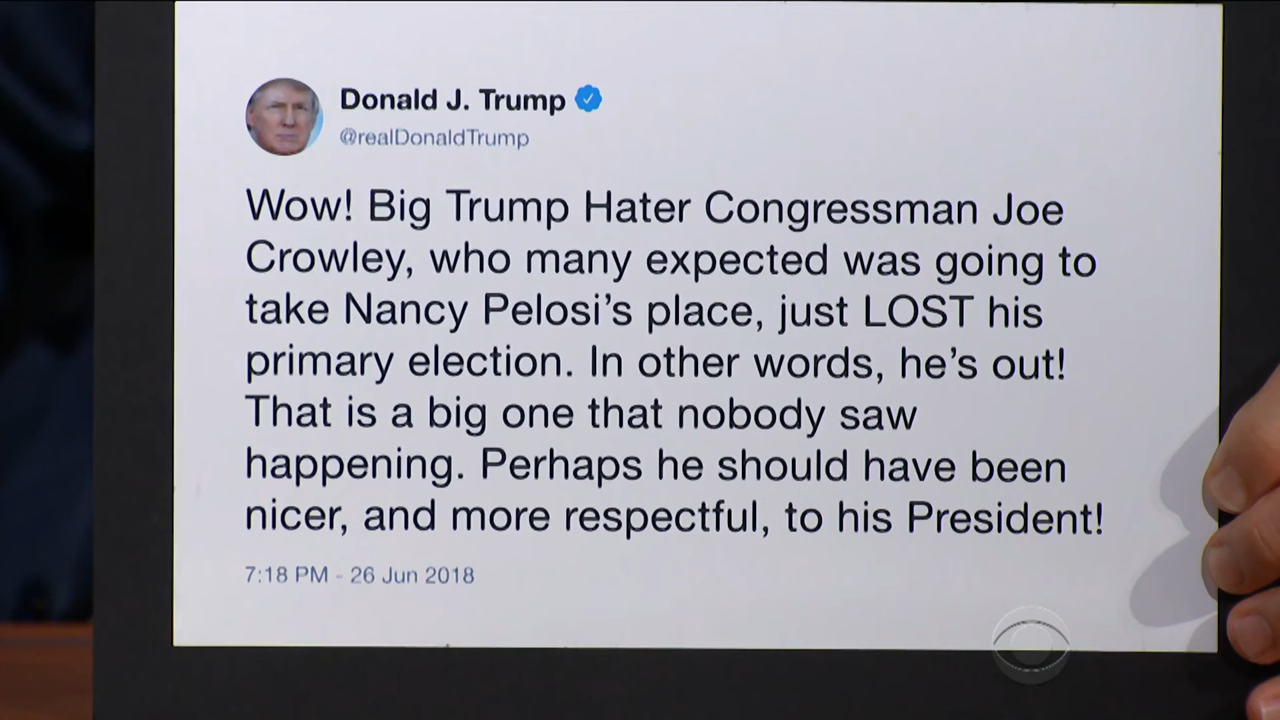 Donald J. Trump
@realDonaldTrump
Wow! Big Trump Hater Congressman Joe
Crowley, who many expected was going to
take Nancy Pelosi’s place, just LOST his
primary election. In other words, he’s out!
That is a big one that nobody saw
happening. Perhaps he should have been
nicer, and more respectful, to his President!
7:18 PM - 26 Jun 2018